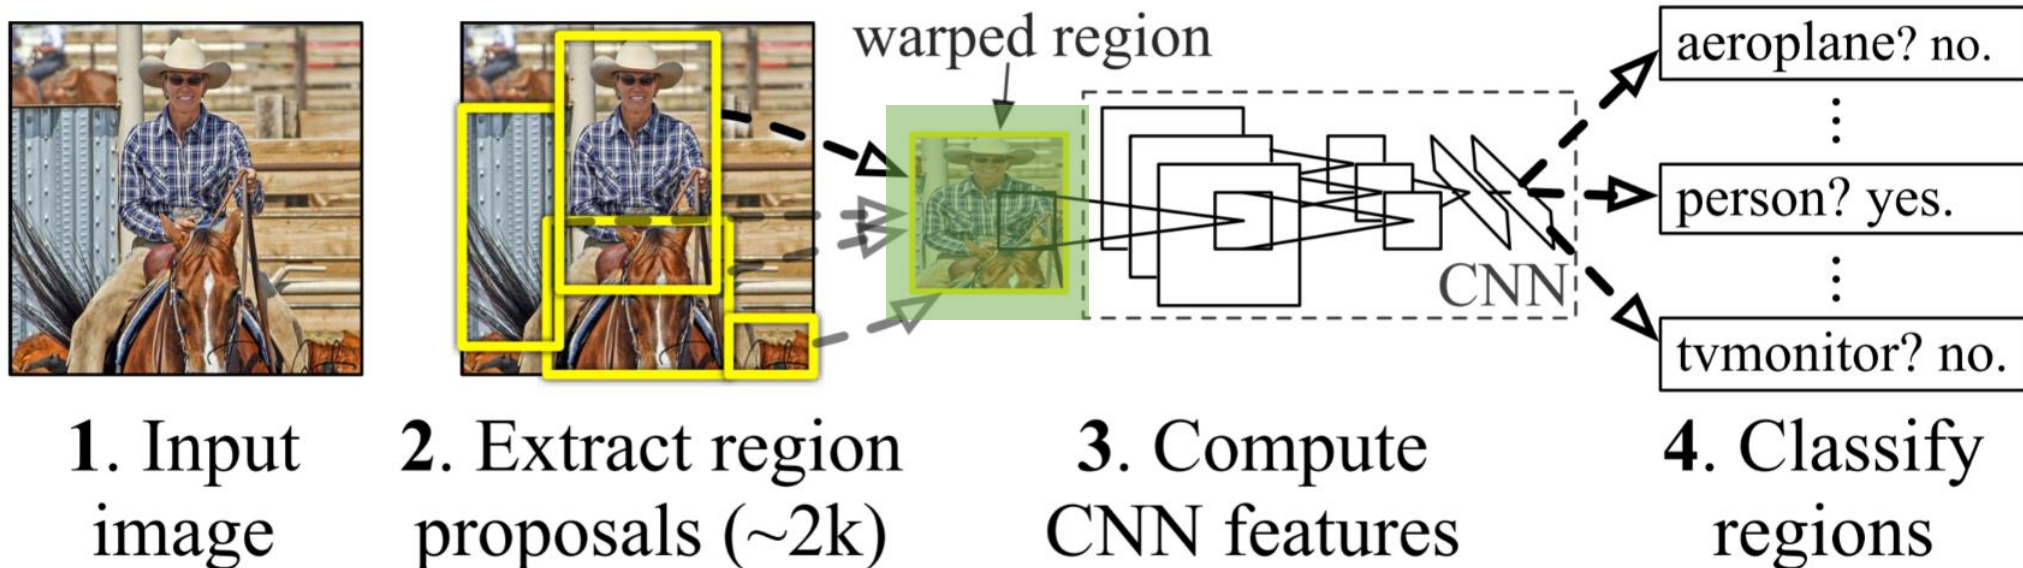 warped region
aeroplane? no.
person? yes.
tvmonitor? no.
CNN
1. Input
image
2. Extract region
proposals (~2k)
3. Compute
CNN features
4. Classify
regions